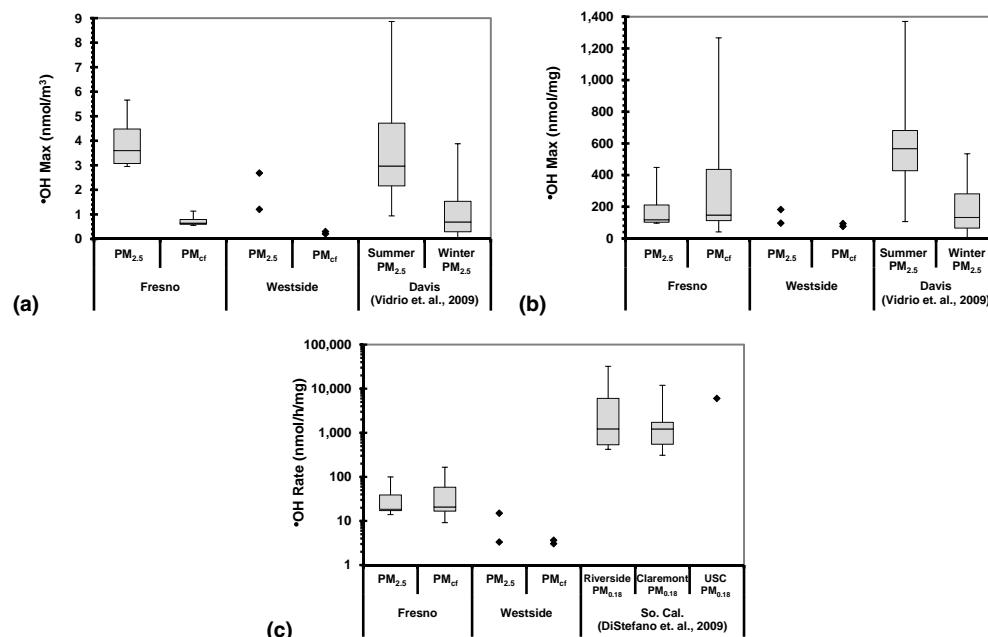 9
8
7
6
5
4
3
2
1
0
•OH Max (nmol/m³)
PM2.5 PMcf PM2.5 PMcf Summer PM2.5 Winter PM2.5
Fresno Westside Davis
(Vidrio et. al., 2009)
(a)
1,400
1,200
1,000
800
600
400
200
0
•OH Max (nmol/mg)
PM2.5 PMcf PM2.5 PMcf Summer PM2.5 Winter PM2.5
Fresno Westside Davis
(Vidrio et. al., 2009)
(b)
100,000
10,000
1,000
100
10
1
•OH Rate (nmol/h/mg)
PM2.5 PMcf PM2.5 PMcf Riverside PM0.18 Claremont PM0.18 USC PM0.18
Fresno Westside So. Cal.
(DiStefano et. al., 2009)
(c)